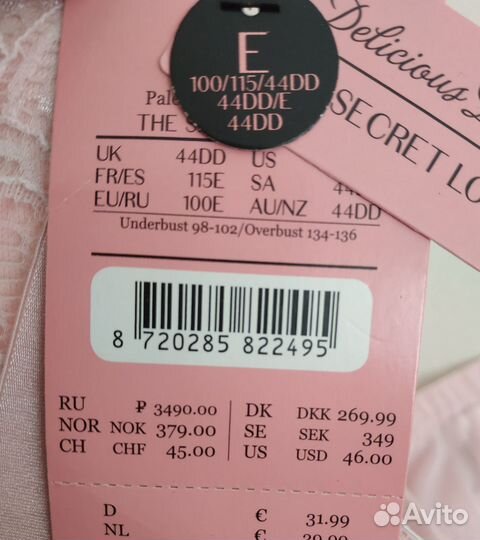 E
100/115/44DD
44DD/E
44DD
Delicious
SECRET LO
Pale
THE S
UK 44DD US
FR/ES 115E SA 44
EU/RU 100E AU/NZ 44DD
Underbust 98-102/Overbust 134-136
8 720285 822495
RU ₽ 3490.00 DK DKK 269.99
NOR NOK 379.00 SE SEK 349
CH CHF 45.00 US USD 46.00
D € 31.99
NL € 29.99
Avito